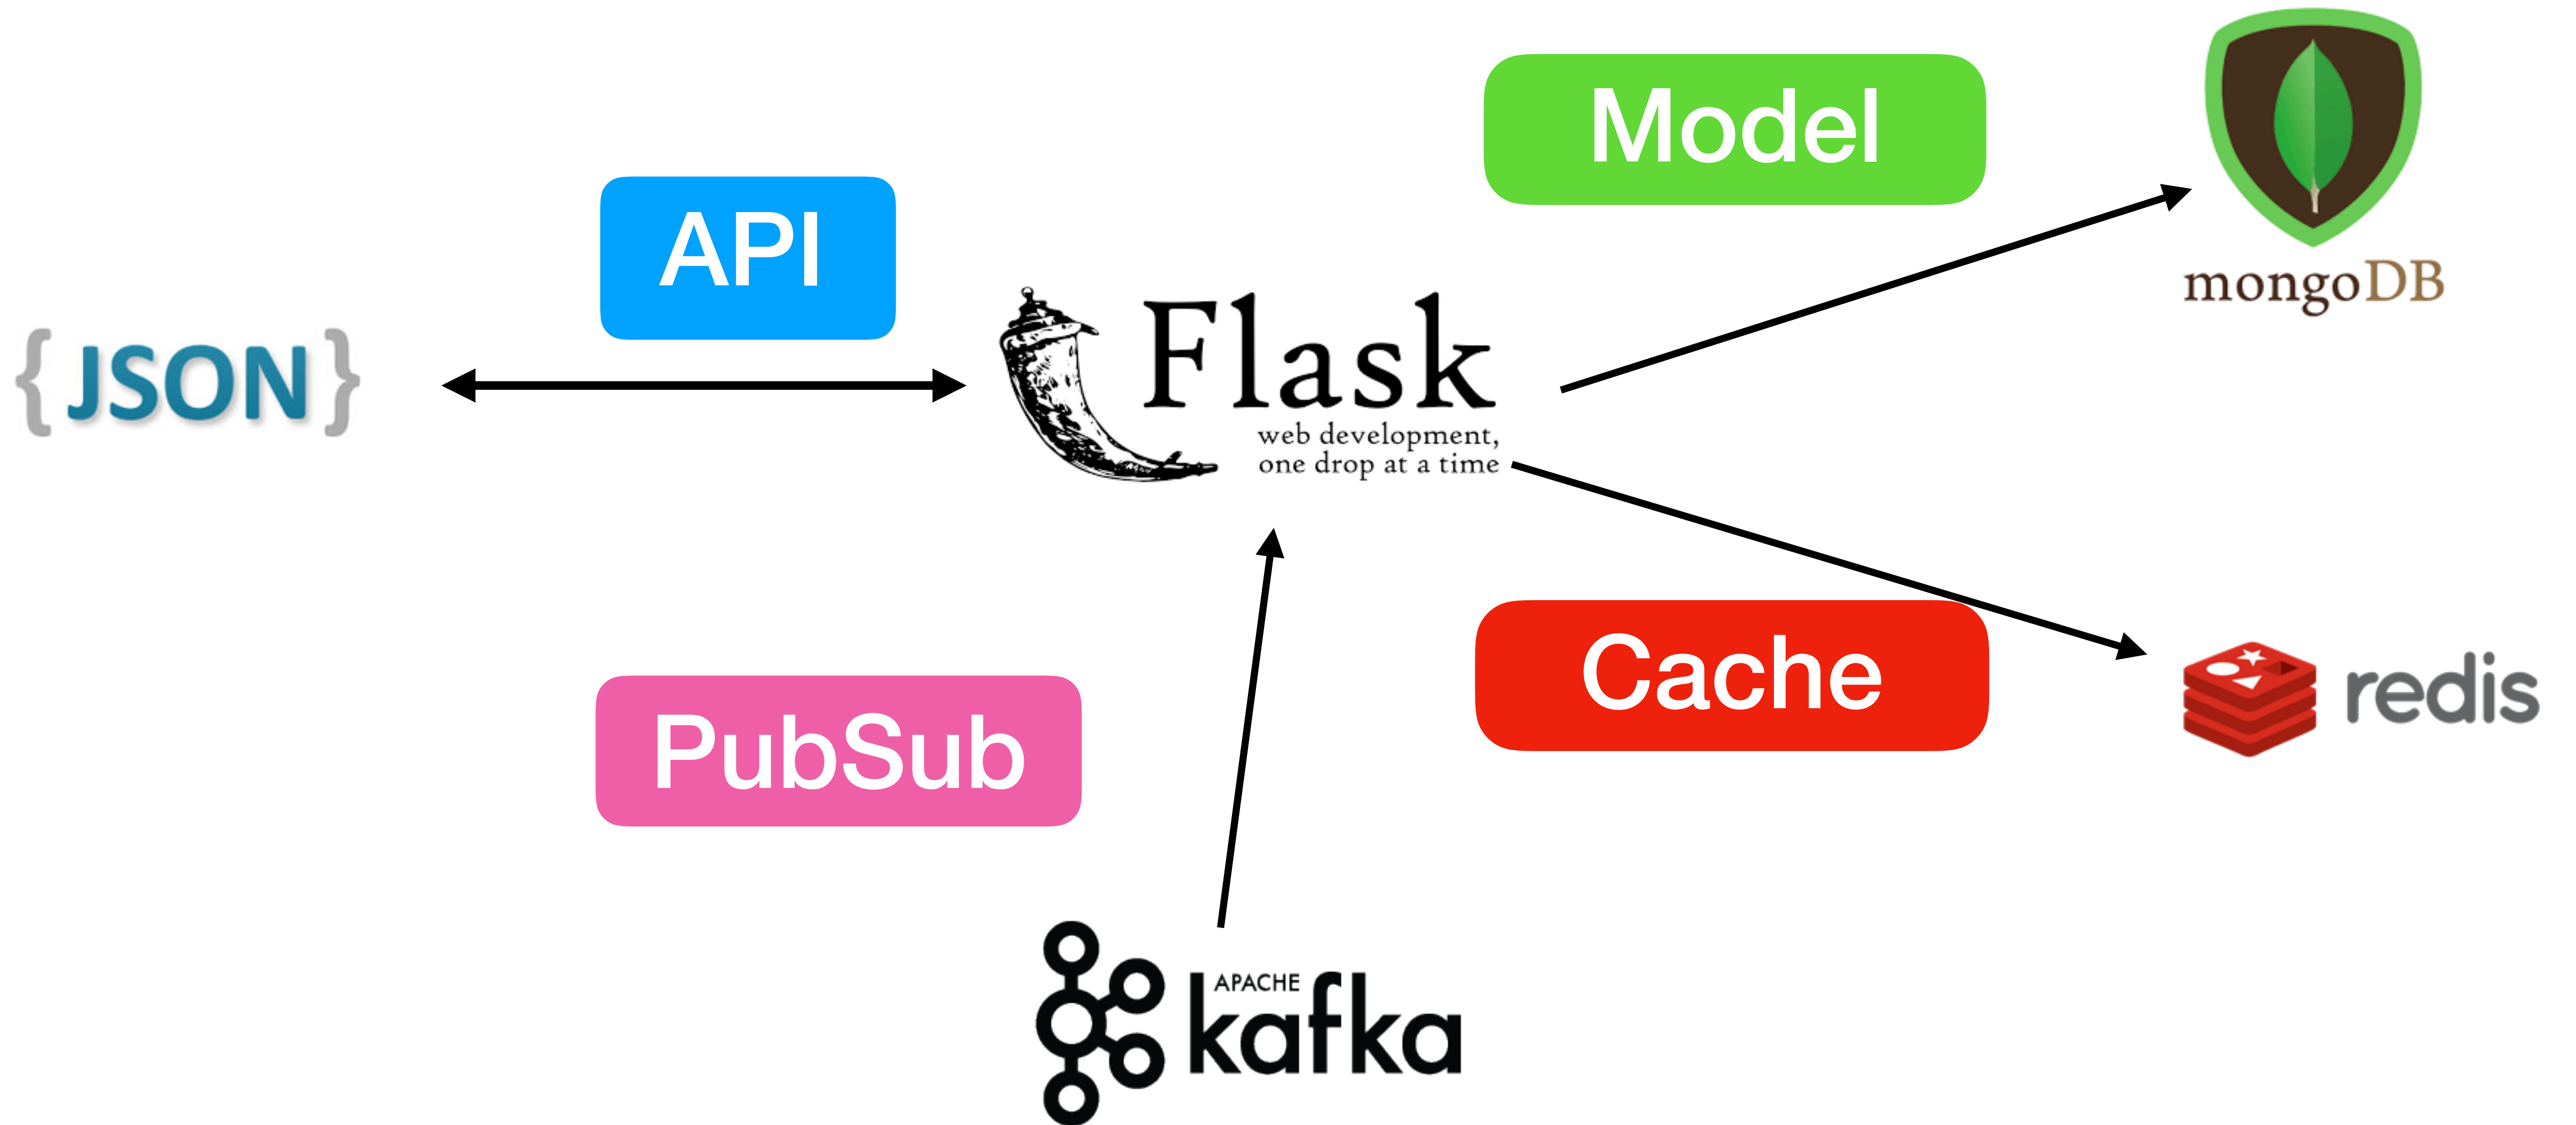 Model
API
{JSON}
Flask
web development,
one drop at a time
mongoDB
Cache
redis
PubSub
APACHE
kafka